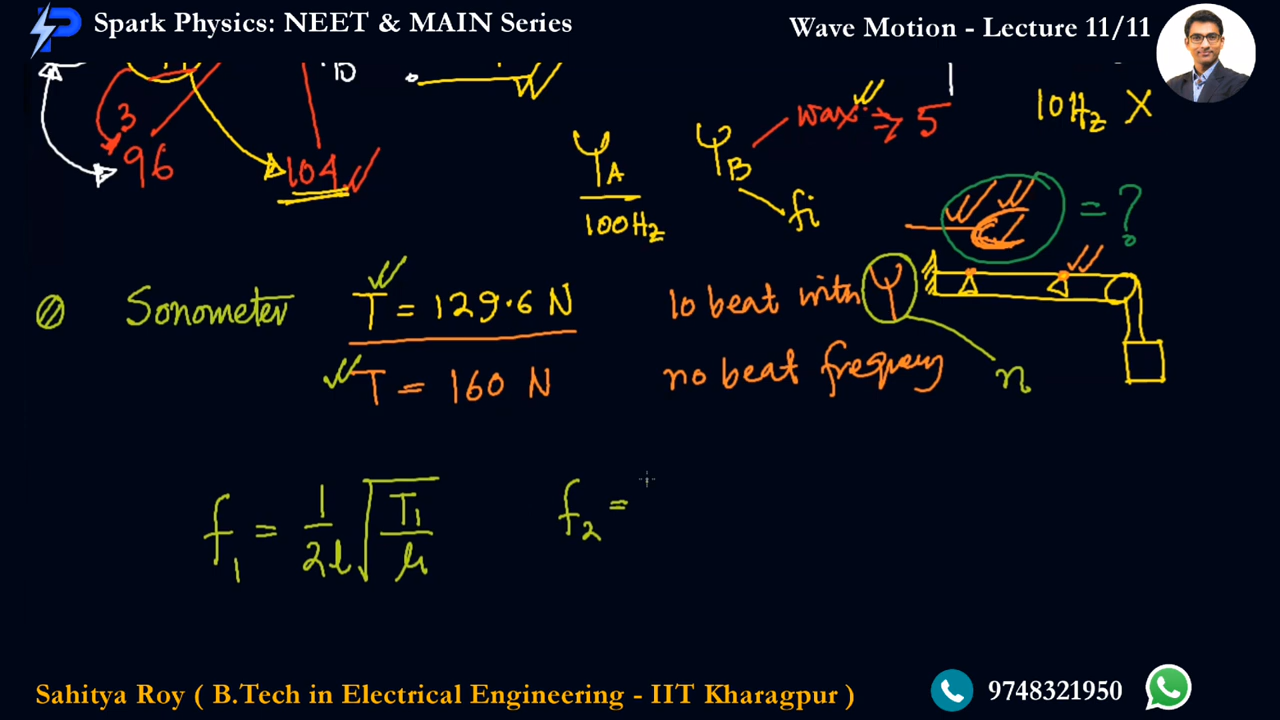 Spark Physics: NEET & MAIN Series
Wave Motion - Lecture 11/11
3
96
104
wax => 5
10Hz X
ψA
100Hz
ψB
fi
= ?
Sonometer
T = 129.6 N
10 beat with ψ
T = 160 N
no beat frequency
n
f1 = 1/2l √T1/μ
f2 =
Sahitya Roy ( B.Tech in Electrical Engineering - IIT Kharagpur )
9748321950